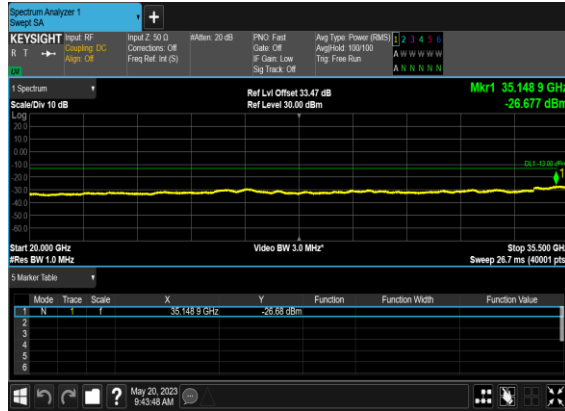 Spectrum Analyzer 1
Swept SA
+
KEYSIGHT Input: RF Input Z: 50 Ω #Atten: 20 dB PNO: Fast Avg Type: Power (RMS) 1 2 3 4 5 6
R T Coupling: DC Corrections: Off Gate: Off Avg|Hold: 100/100 A W W W W W
Align: Off Freq Ref: Int (S) IF Gain: Low Trig: Free Run
LXI Sig Track: Off A N N N N N
1 Spectrum Ref Lvl Offset 33.47 dB Mkr1 35.148 9 GHz
Scale/Div 10 dB Ref Level 30.00 dBm -26.677 dBm
Log
20.0
10.0
0.00
-10.0 DL1 -13.00 dBm
-20.0 1
-30.0
-40.0
-50.0
-60.0
Start 20.000 GHz Video BW 3.0 MHz* Stop 35.500 GHz
#Res BW 1.0 MHz Sweep 26.7 ms (40001 pts
5 Marker Table
Mode Trace Scale X Y Function Function Width Function Value
1 N 1 f 35.148 9 GHz -26.68 dBm
2
3
4
5
6
? May 20, 2023
9:43:48 AM